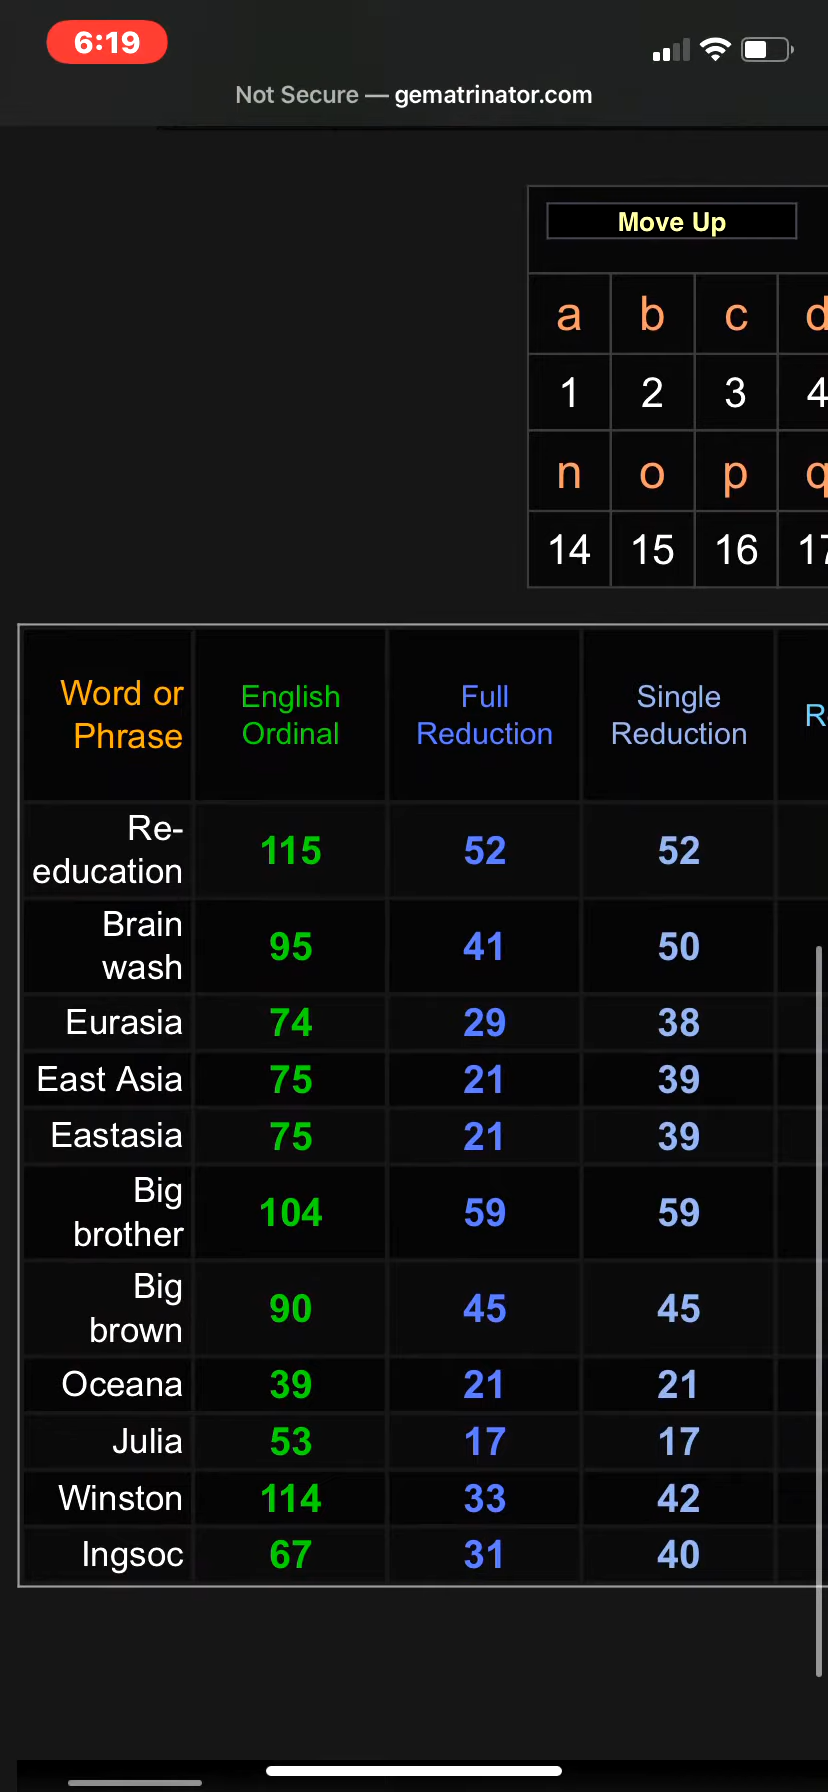 6:19
Not Secure — gematrinator.com
Move Up
a b c d
1 2 3 4
n o p q
14 15 16 17
Word or Phrase English Ordinal Full Reduction Single Reduction
Re-education 115 52 52
Brain wash 95 41 50
Eurasia 74 29 38
East Asia 75 21 39
Eastasia 75 21 39
Big brother 104 59 59
Big brown 90 45 45
Oceana 39 21 21
Julia 53 17 17
Winston 114 33 42
Ingsoc 67 31 40